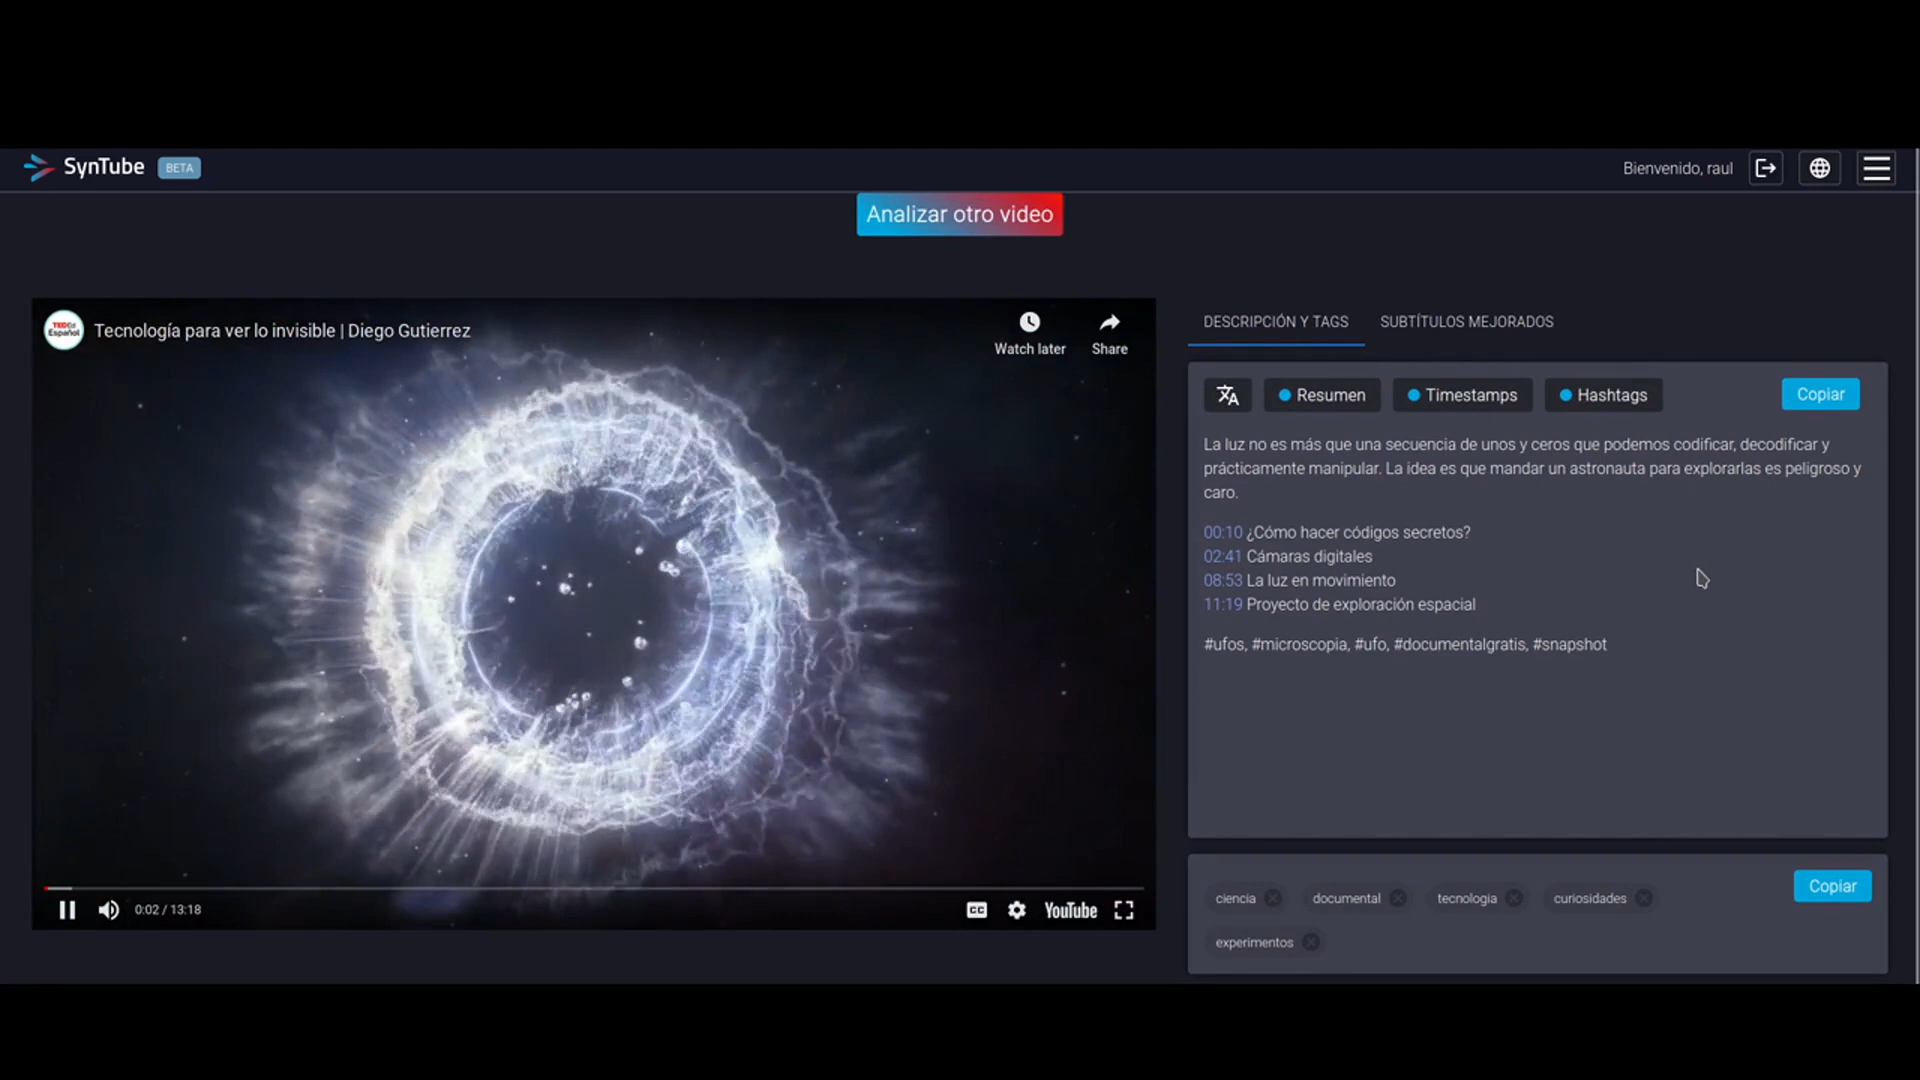 SynTube BETA
Bienvenido, raul
Analizar otro video
TEDxr Español
Tecnología para ver lo invisible | Diego Gutierrez
Watch later
Share
0:02 / 13:18
CC
YouTube
DESCRIPCIÓN Y TAGS
SUBTÍTULOS MEJORADOS
Resumen
Timestamps
Hashtags
Copiar
La luz no es más que una secuencia de unos y ceros que podemos codificar, decodificar y
prácticamente manipular. La idea es que mandar un astronauta para explorarlas es peligroso y
caro.
00:10 ¿Cómo hacer códigos secretos?
02:41 Cámaras digitales
08:53 La luz en movimiento
11:19 Proyecto de exploración espacial
#ufos, #microscopia, #ufo, #documentalgratis, #snapshot
ciencia
documental
tecnologia
curiosidades
Copiar
experimentos